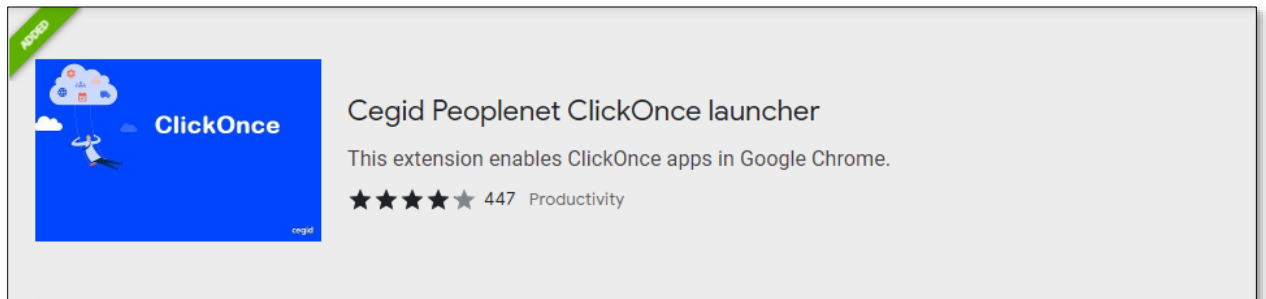 ADDED
ClickOnce
cegid
Cegid Peoplenet ClickOnce launcher
This extension enables ClickOnce apps in Google Chrome.
447 Productivity